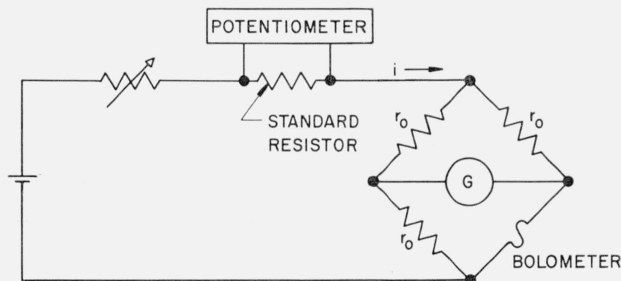 POTENTIOMETER
i
STANDARD
RESISTOR
r₀
r₀
G
r₀
BOLOMETER